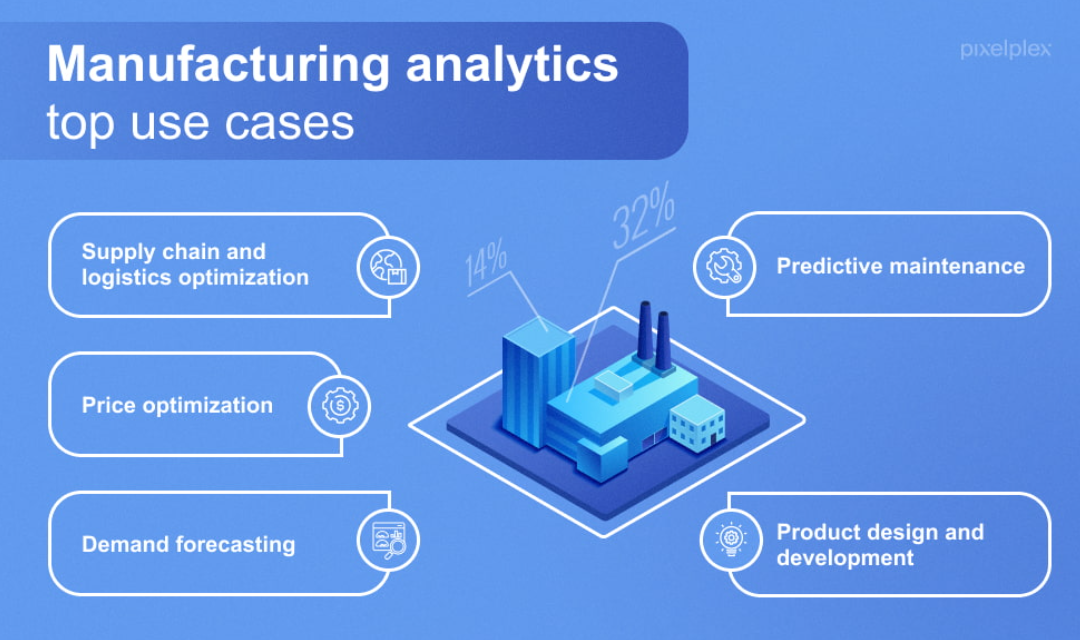 Manufacturing analytics
top use cases
pixelplex
Supply chain and
logistics optimization
Price optimization
Demand forecasting
14%
32%
Predictive maintenance
Product design and
development